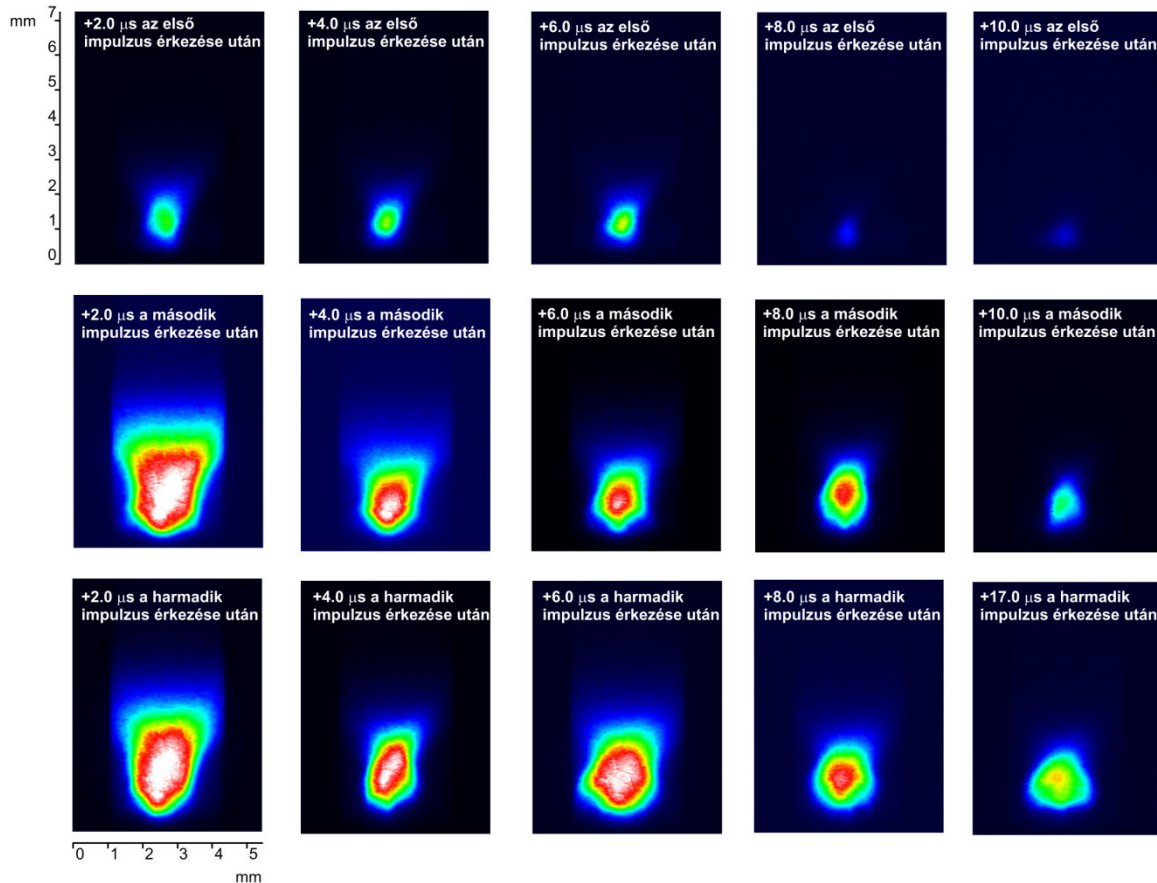 mm
7
6
5
4
3
2
1
0
+2.0 μs az első
impulzus érkezése után
+4.0 μs az első
impulzus érkezése után
+6.0 μs az első
impulzus érkezése után
+8.0 μs az első
impulzus érkezése után
+10.0 μs az első
impulzus érkezése után
+2.0 μs a második
impulzus érkezése után
+4.0 μs a második
impulzus érkezése után
+6.0 μs a második
impulzus érkezése után
+8.0 μs a második
impulzus érkezése után
+10.0 μs a második
impulzus érkezése után
+2.0 μs a harmadik
impulzus érkezése után
+4.0 μs a harmadik
impulzus érkezése után
+6.0 μs a harmadik
impulzus érkezése után
+8.0 μs a harmadik
impulzus érkezése után
+17.0 μs a harmadik
impulzus érkezése után
0 1 2 3 4 5
mm